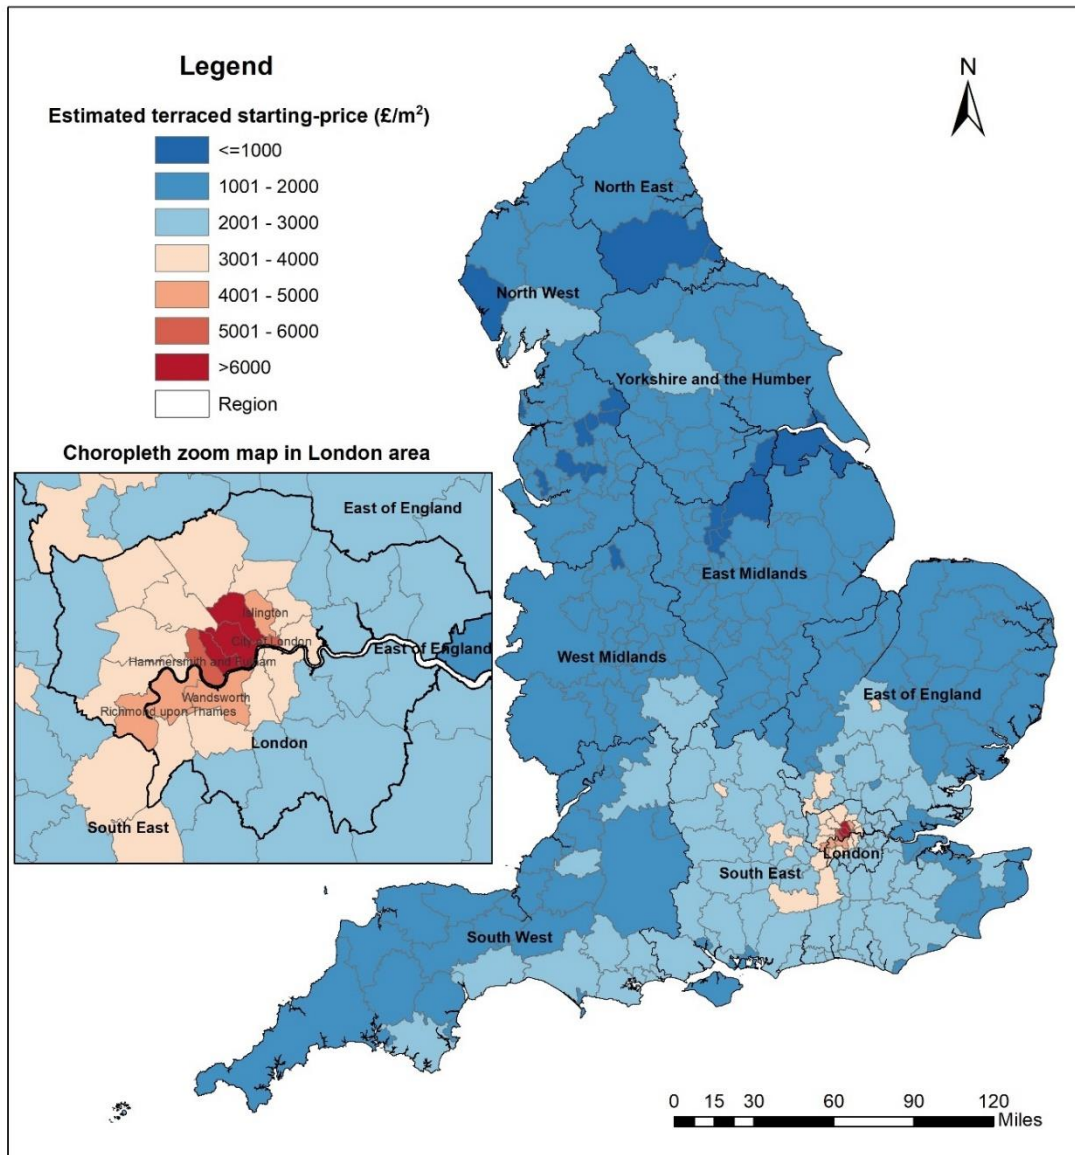 Legend
Estimated terraced starting-price (£/m²)
<=1000
1001 - 2000
2001 - 3000
3001 - 4000
4001 - 5000
5001 - 6000
>6000
Region
N
North East
North West
Yorkshire and the Humber
East Midlands
West Midlands
East of England
London
South East
South West
Choropleth zoom map in London area
East of England
Islington
City of London
East of England
Hammersmith and Fulham
Wandsworth
Richmond upon Thames
London
South East
0 15 30 60 90 120
Miles